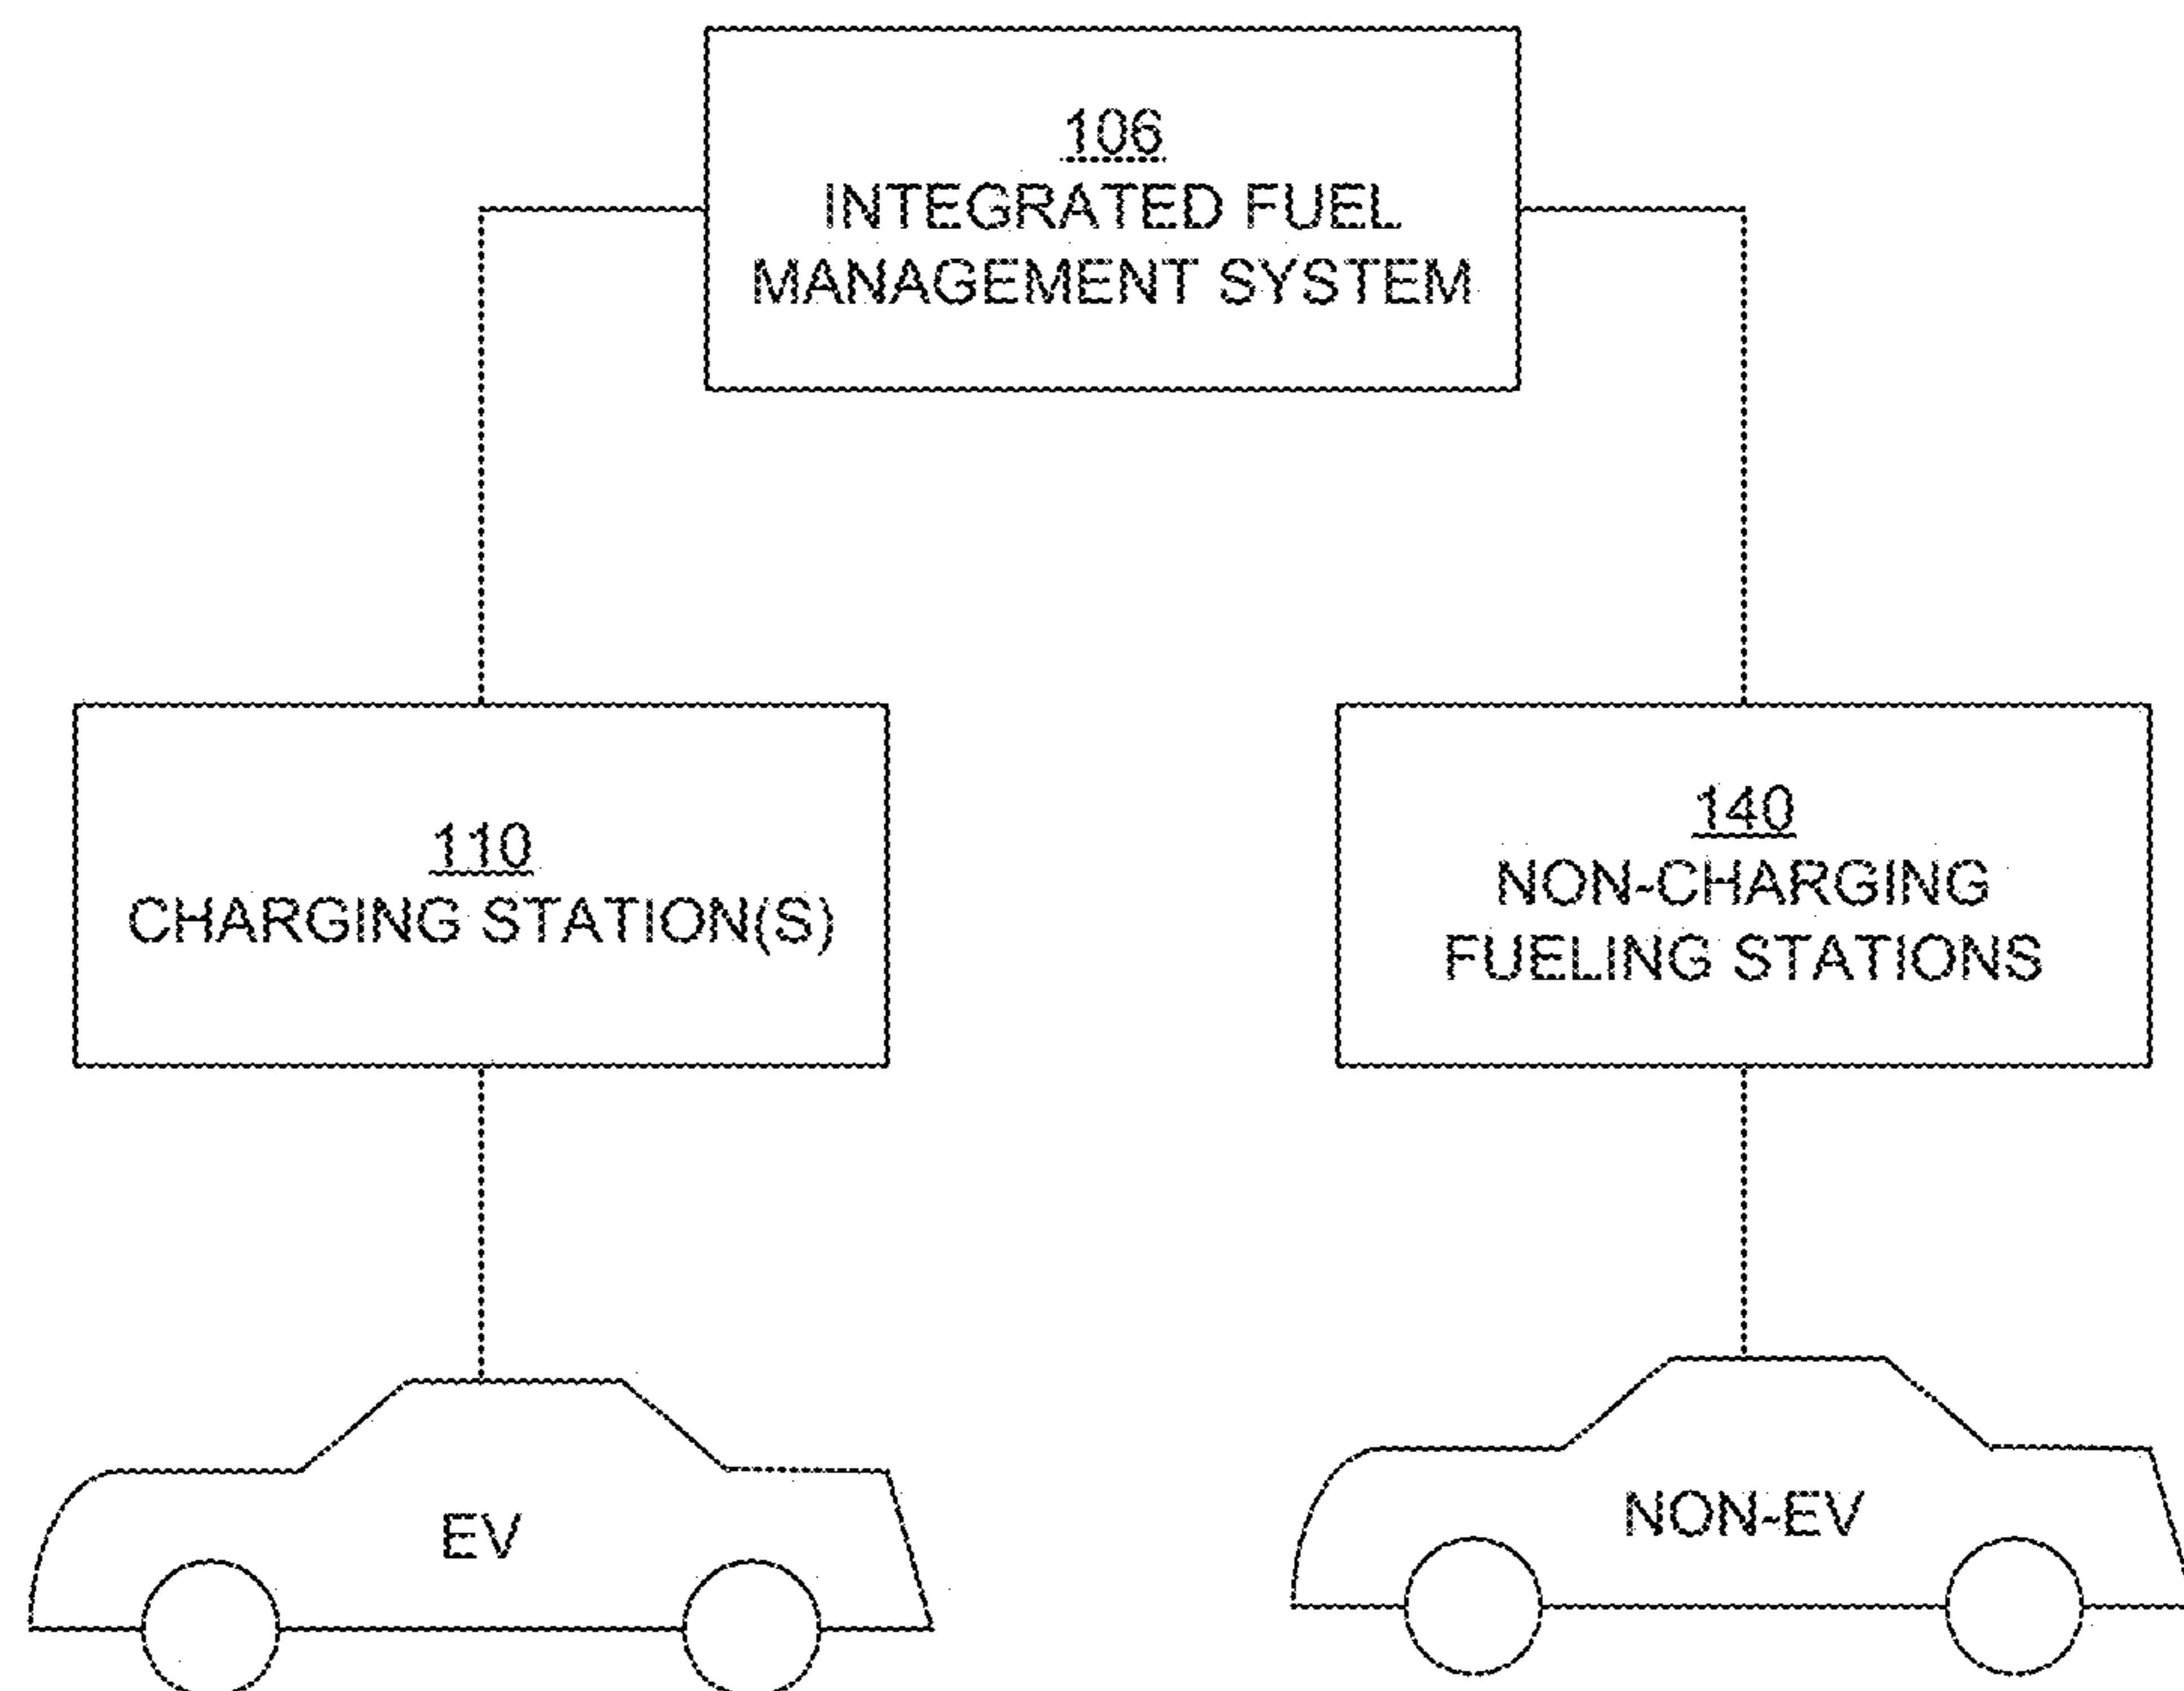 106
INTEGRATED FUEL
MANAGEMENT SYSTEM
110
CHARGING STATION(S)
140
NON-CHARGING
FUELING STATIONS
EV
NON-EV